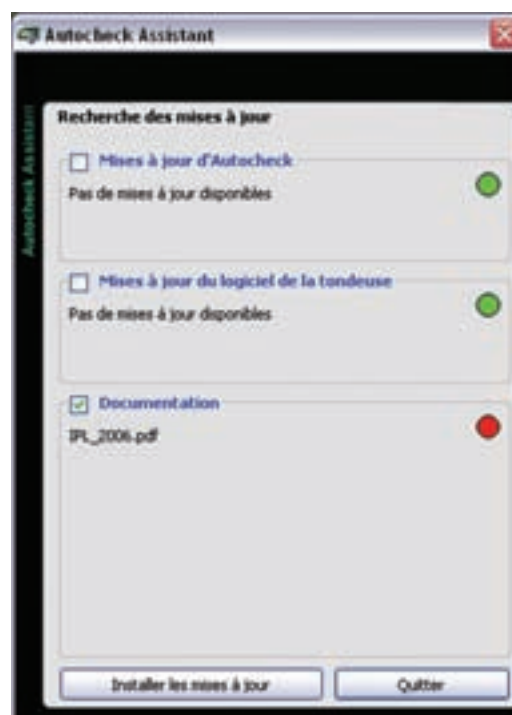 Autocheck Assistant
Autocheck Assistant
Recherche des mises à jour
Mises à jour d'Autocheck
Pas de mises à jour disponibles
Mises à jour du logiciel de la tondeuse
Pas de mises à jour disponibles
Documentation
IPL_2006.pdf
Installer les mises à jour
Quitter